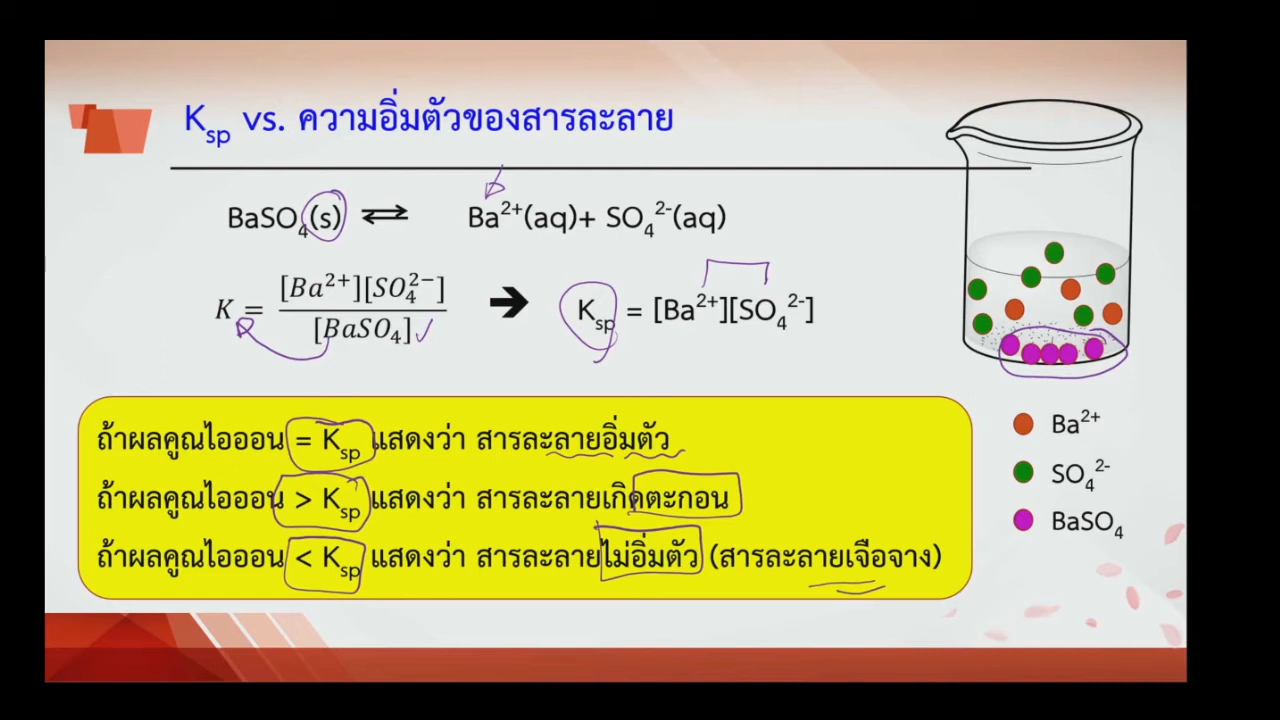 K_sp vs. ความอิ่มตัวของสารละลาย
BaSO₄(s) ⇌ Ba²⁺(aq)+ SO₄²⁻(aq)
K = [Ba²⁺][SO₄²⁻] / [BaSO₄] ➔ K_sp = [Ba²⁺][SO₄²⁻]
ถ้าผลคูณไอออน = K_sp แสดงว่า สารละลายอิ่มตัว
ถ้าผลคูณไอออน > K_sp แสดงว่า สารละลายเกิดตะกอน
ถ้าผลคูณไอออน < K_sp แสดงว่า สารละลายไม่อิ่มตัว (สารละลายเจือจาง)
Ba²⁺
SO₄²⁻
BaSO₄